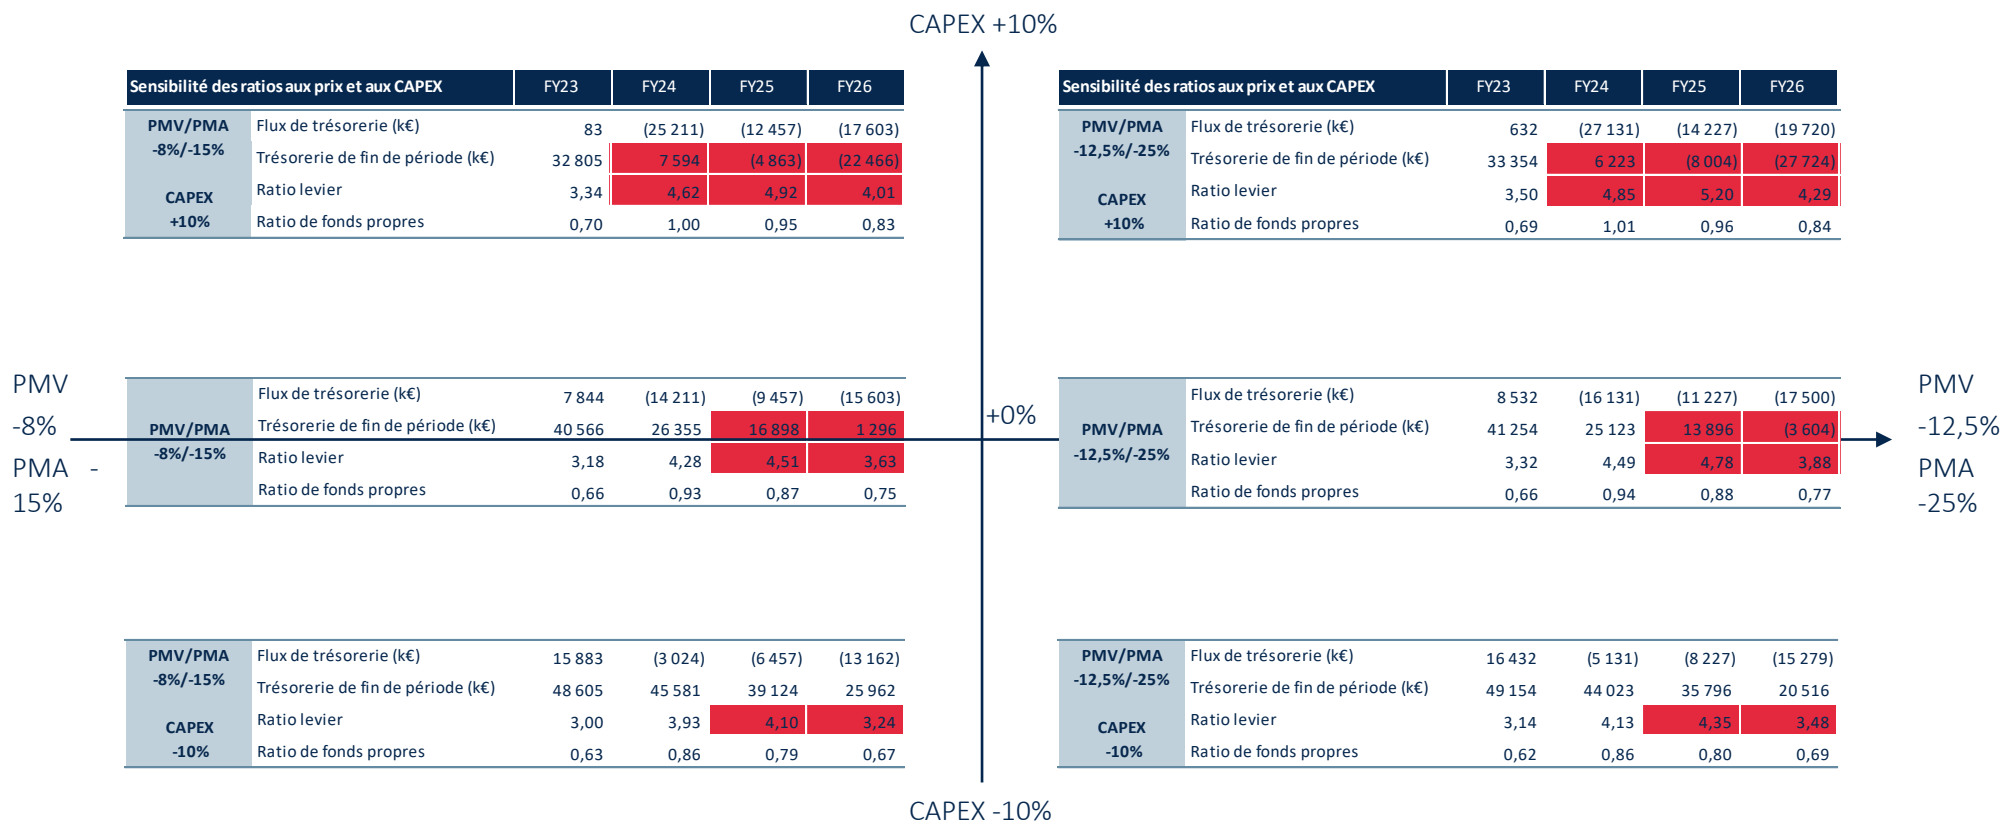 CAPEX +10%
Sensibilité des ratios aux prix et aux CAPEX FY23 FY24 FY25 FY26
PMV/PMA -8%/-15% CAPEX +10%
Flux de trésorerie (k€) 83 (25 211) (12 457) (17 603)
Trésorerie de fin de période (k€) 32 805 7 594 (4 863) (22 466)
Ratio levier 3,34 4,62 4,92 4,01
Ratio de fonds propres 0,70 1,00 0,95 0,83
Sensibilité des ratios aux prix et aux CAPEX FY23 FY24 FY25 FY26
PMV/PMA -12,5%/-25% CAPEX +10%
Flux de trésorerie (k€) 632 (27 131) (14 227) (19 720)
Trésorerie de fin de période (k€) 33 354 6 223 (8 004) (27 724)
Ratio levier 3,50 4,85 5,20 4,29
Ratio de fonds propres 0,69 1,01 0,96 0,84
PMV
-8%
PMA -
15%
PMV/PMA -8%/-15%
Flux de trésorerie (k€) 7 844 (14 211) (9 457) (15 603)
Trésorerie de fin de période (k€) 40 566 26 355 16 898 1 296
Ratio levier 3,18 4,28 4,51 3,63
Ratio de fonds propres 0,66 0,93 0,87 0,75
+0%
PMV/PMA -12,5%/-25%
Flux de trésorerie (k€) 8 532 (16 131) (11 227) (17 500)
Trésorerie de fin de période (k€) 41 254 25 123 13 896 (3 604)
Ratio levier 3,32 4,49 4,78 3,88
Ratio de fonds propres 0,66 0,94 0,88 0,77
PMV
-12,5%
PMA
-25%
PMV/PMA -8%/-15% CAPEX -10%
Flux de trésorerie (k€) 15 883 (3 024) (6 457) (13 162)
Trésorerie de fin de période (k€) 48 605 45 581 39 124 25 962
Ratio levier 3,00 3,93 4,10 3,24
Ratio de fonds propres 0,63 0,86 0,79 0,67
PMV/PMA -12,5%/-25% CAPEX -10%
Flux de trésorerie (k€) 16 432 (5 131) (8 227) (15 279)
Trésorerie de fin de période (k€) 49 154 44 023 35 796 20 516
Ratio levier 3,14 4,13 4,35 3,48
Ratio de fonds propres 0,62 0,86 0,80 0,69
CAPEX -10%